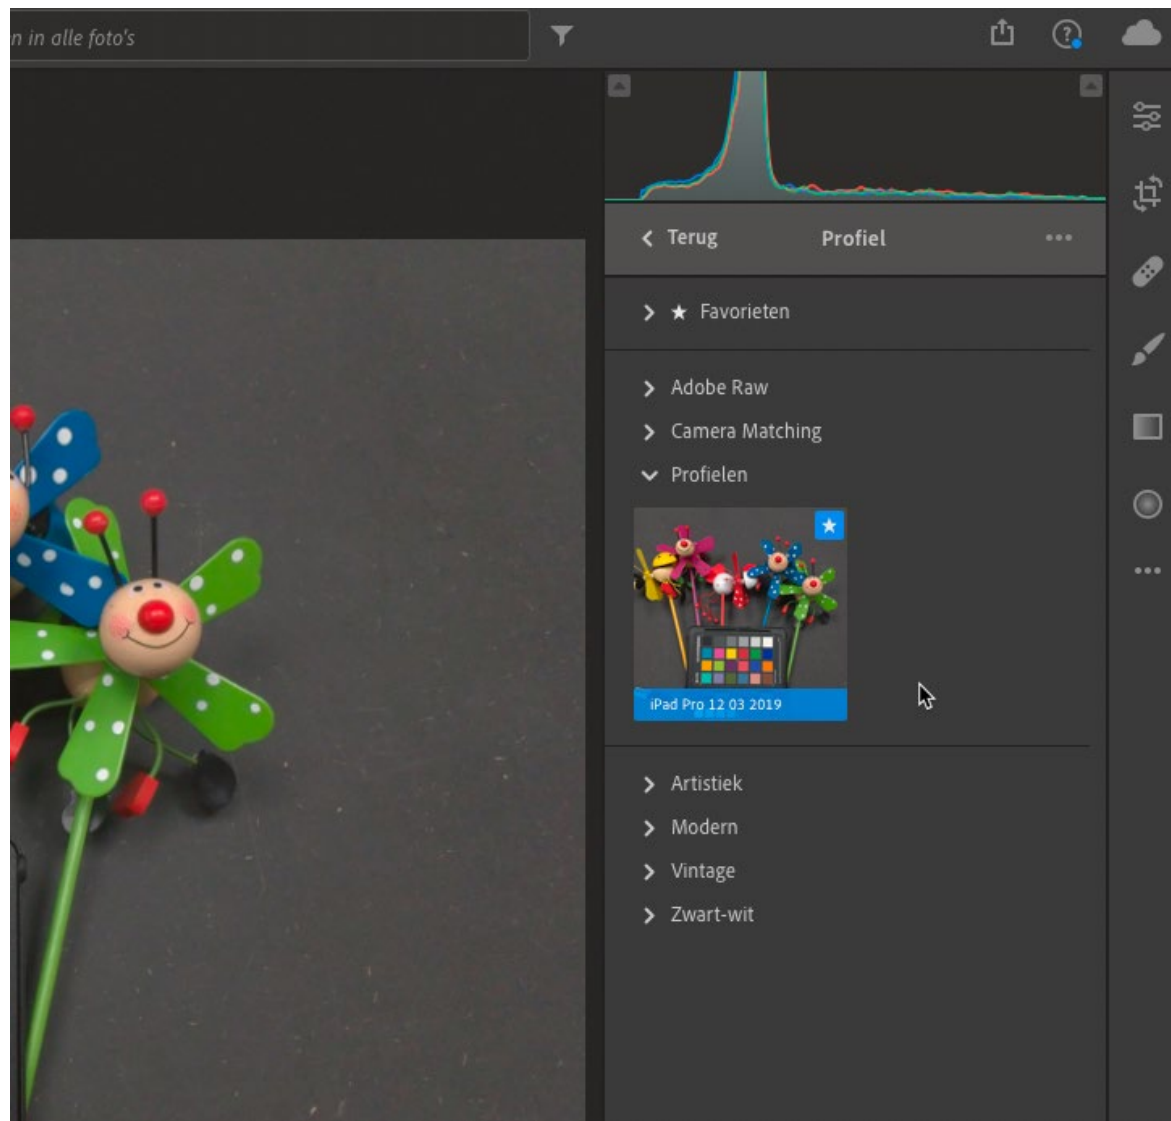 n in alle foto's
Terug
Profiel
Favorieten
Adobe Raw
Camera Matching
Profielen
iPad Pro 12 03 2019
Artistiek
Modern
Vintage
Zwart-wit